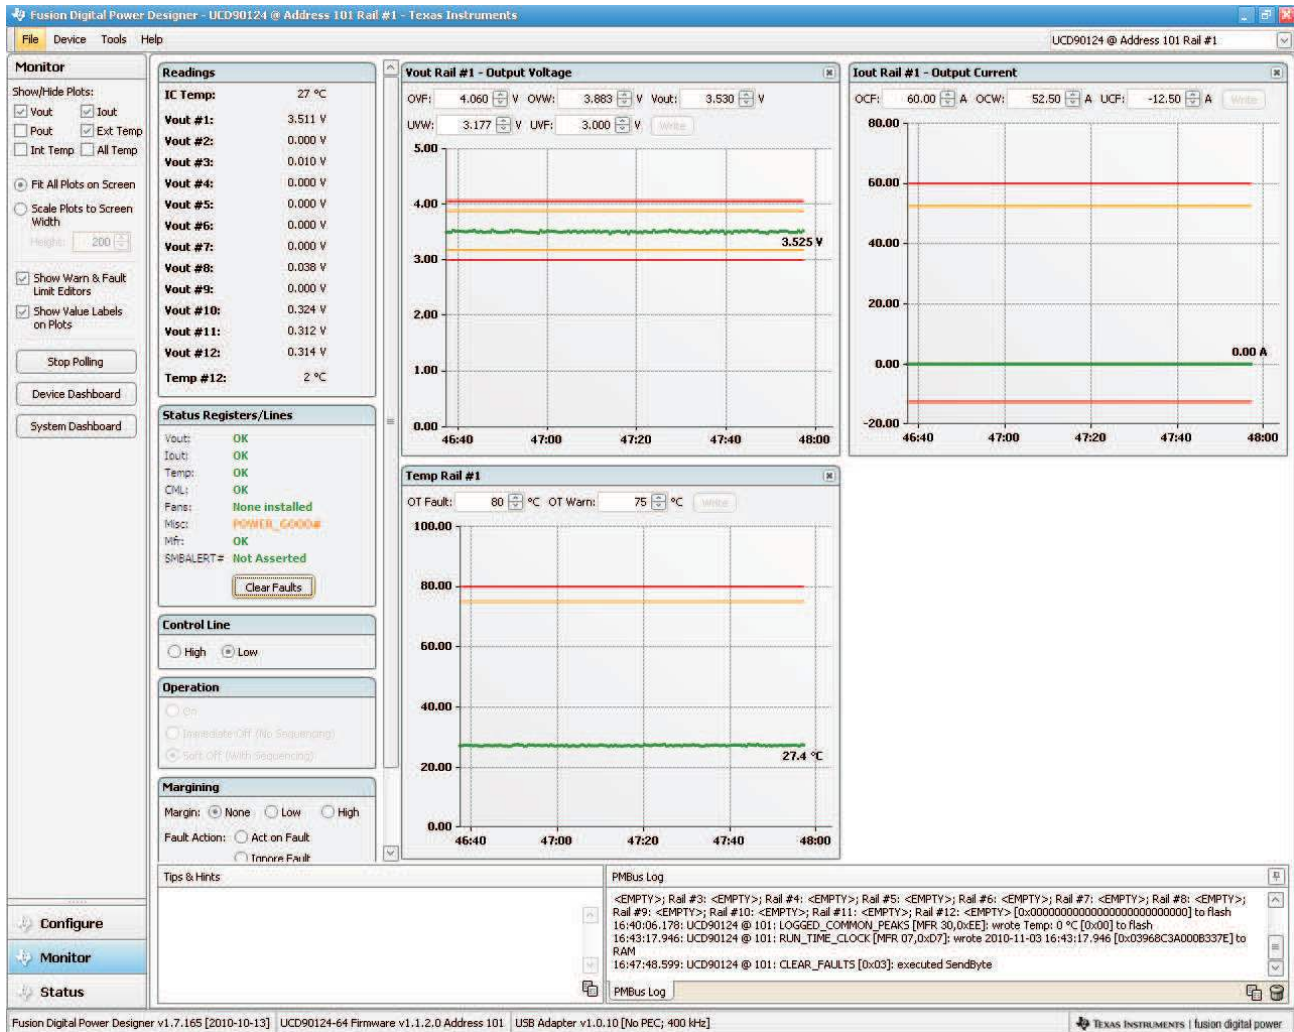 Fusion Digital Power Designer - UCD90124 @ Address 101 Rail #1 - Texas Instruments
File Device Tools Help
UCD90124 @ Address 101 Rail #1
Monitor
Show/Hide Plots:
Vout Iout
Pout Ext Temp
Int Temp All Temp
Fit All Plots on Screen
Scale Plots to Screen
Width
Height: 200
Show Warn & Fault
Limit Editors
Show Value Labels
on Plots
Stop Polling
Device Dashboard
System Dashboard
Configure
Monitor
Status
Readings
IC Temp: 27 °C
Vout #1: 3.511 V
Vout #2: 0.000 V
Vout #3: 0.010 V
Vout #4: 0.000 V
Vout #5: 0.000 V
Vout #6: 0.000 V
Vout #7: 0.000 V
Vout #8: 0.038 V
Vout #9: 0.000 V
Vout #10: 0.324 V
Vout #11: 0.312 V
Vout #12: 0.314 V
Temp #12: 2 °C
Status Registers/Lines
Vout: OK
Iout: OK
Temp: OK
CML: OK
Fans: None installed
Misc: POWER_GOOD#
Mfr: OK
SMBALERT# Not Asserted
Clear Faults
Control Line
High Low
Operation
On
Immediate Off (No Sequencing)
Soft Off (With Sequencing)
Margining
Margin: None Low High
Fault Action: Act on Fault
Ignore Fault
Vout Rail #1 - Output Voltage
OVF: 4.060 V OVW: 3.883 V Vout: 3.530 V
UVW: 3.177 V UVF: 3.000 V Write
5.00
4.00
3.525 V
3.00
2.00
1.00
0.00
46:40 47:00 47:20 47:40 48:00
Iout Rail #1 - Output Current
OCF: 60.00 A OCW: 52.50 A UCF: -12.50 A Write
80.00
60.00
40.00
20.00
0.00 A
0.00
-20.00
46:40 47:00 47:20 47:40 48:00
Temp Rail #1
OT Fault: 80 °C OT Warn: 75 °C Write
100.00
80.00
60.00
40.00
27.4 °C
20.00
0.00
46:40 47:00 47:20 47:40 48:00
Tips & Hints
PMBus Log
<EMPTY>; Rail #3: <EMPTY>; Rail #4: <EMPTY>; Rail #5: <EMPTY>; Rail #6: <EMPTY>; Rail #7: <EMPTY>; Rail #8: <EMPTY>;
Rail #9: <EMPTY>; Rail #10: <EMPTY>; Rail #11: <EMPTY>; Rail #12: <EMPTY> to flash
16:40:06.178: UCD90124 @ 101: LOGGED_COMMON_PEAKS [MFR 30,0xEE]: wrote Temp: 0 °C [0x00] to flash
16:43:17.946: UCD90124 @ 101: RUN_TIME_CLOCK [MFR 07,0xD7]: wrote 2010-11-03 16:43:17.946 [0x03968C3A000B337E] to
RAM
16:47:48.599: UCD90124 @ 101: CLEAR_FAULTS [0x03]: executed SendByte
PMBus Log
Fusion Digital Power Designer v1.7.165 [2010-10-13] UCD90124-64 Firmware v1.1.2.0 Address 101 USB Adapter v1.0.10 [No PEC; 400 kHz]
TEXAS INSTRUMENTS | fusion digital power